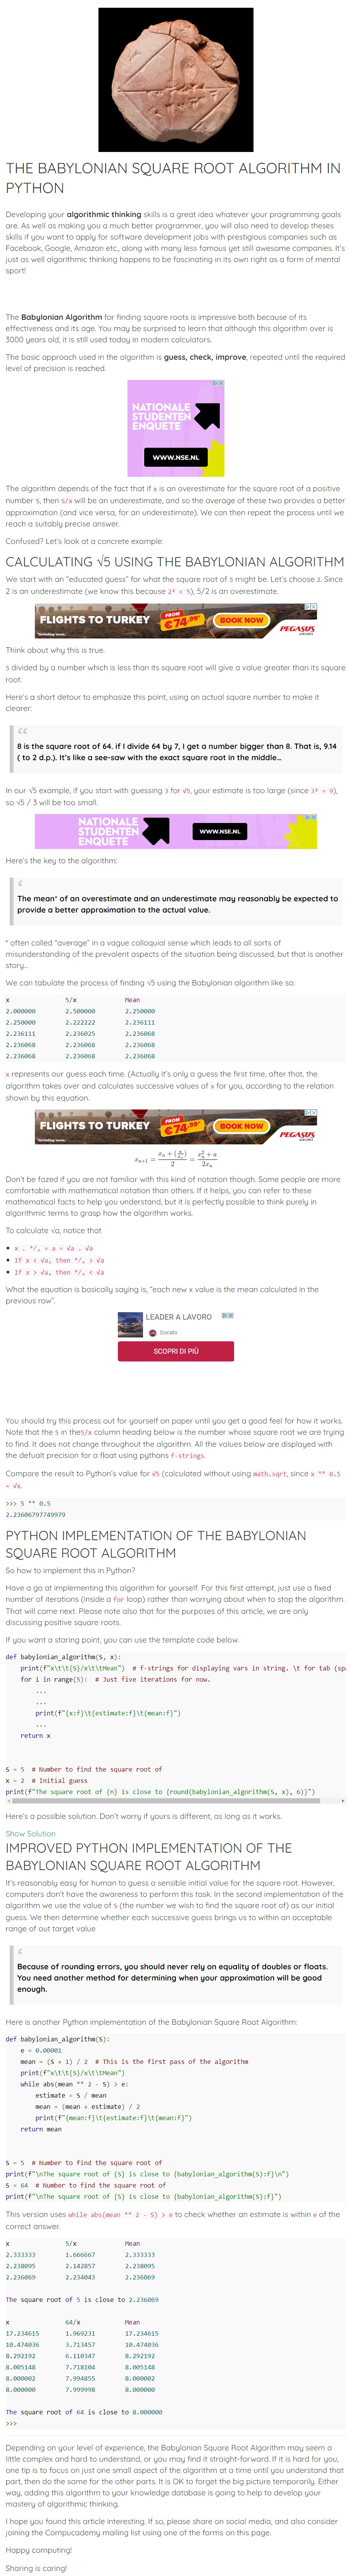 THE BABYLONIAN SQUARE ROOT ALGORITHM IN
PYTHON
Developing your algorithmic thinking skills is a great idea whatever your programming goals
are. As well as making you a much better programmer, you will also need to develop theses
skills if you want to apply for software development jobs with prestigious companies such as
Facebook, Google, Amazon etc., along with many less famous yet still awesome companies. It's
just as well algorithmic thinking happens to be fascinating in its own right as a form of mental
sport!
The Babylonian Algorithm for finding square roots is impressive both because of its
effectiveness and its age. You may be surprised to learn that although this algorithm over is
3000 years old, it is still used today in modern calculators.
The basic approach used in the algorithm is guess, check, improve, repeated until the required
level of precision is reached.
NATIONALE
STUDENTEN
ENQUETE
WWW.NSE.NL
The algorithm depends of the fact that if x is an overestimate for the square root of a positive
number S, then S/x will be an underestimate, and so the average of these two provides a better
approximation (and vice versa, for an underestimate). We can then repeat the process until we
reach a suitably precise answer.
Confused? Let's look at a concrete example:
CALCULATING √5 USING THE BABYLONIAN ALGORITHM
We start with an "educated guess" for what the square root of 5 might be. Let's choose 2. Since
2 is an underestimate (we know this because 2² < 5), 5/2 is an overestimate.
FLIGHTS TO TURKEY
*Including taxes.
FROM
€74.99*
BOOK NOW
PEGASUS
AIRLINES
Think about why this is true.
5 divided by a number which is less than its square root will give a value greater than its square
root.
Here's a short detour to emphasize this point, using an actual square number to make it
clearer:
8 is the square root of 64. if I divide 64 by 7, I get a number bigger than 8. That is, 9.14
( to 2 d.p.). It's like a see-saw with the exact square root in the middle…
In our √5 example, if you start with guessing 3 for √5, your estimate is too large (since 3² = 9),
so √5 / 3 will be too small.
NATIONALE
STUDENTEN
ENQUETE
WWW.NSE.NL
Here's the key to the algorithm:
The mean* of an overestimate and an underestimate may reasonably be expected to
provide a better approximation to the actual value.
* often called "average" in a vague colloquial sense which leads to all sorts of
misunderstanding of the prevalent aspects of the situation being discussed, but that is another
story…
We can tabulate the process of finding √5 using the Babylonian algorithm like so:
x 5/x Mean
2.000000 2.500000 2.250000
2.250000 2.222222 2.236111
2.236111 2.236025 2.236068
2.236068 2.236068 2.236068
2.236068 2.236068 2.236068
x represents our guess each time. (Actually it's only a guess the first time, after that, the
algorithm takes over and calculates successive values of x for you, according to the relation
shown by this equation.
FLIGHTS TO TURKEY
*Including taxes.
FROM
€74.99*
BOOK NOW
PEGASUS
AIRLINES
xₙ₊₁ = (xₙ + (a/xₙ))/2 = (xₙ² + a)/2xₙ
Don't be fazed if you are not familiar with this kind of notation though. Some people are more
comfortable with mathematical notation than others. If it helps, you can refer to these
mathematical facts to help you understand, but it is perfectly possible to think purely in
algorithmic terms to grasp how the algorithm works.
To calculate √a, notice that
x . ᵃ/ₓ = a = √a . √a
If x < √a, then ᵃ/ₓ > √a
If x > √a, then ᵃ/ₓ < √a
What the equation is basically saying is, "each new x value is the mean calculated in the
previous row".
LEADER A LAVORO
Ducato
SCOPRI DI PIÙ
You should try this process out for yourself on paper until you get a good feel for how it works.
Note that the 5 in the5/x column heading below is the number whose square root we are trying
to find. It does not change throughout the algorithm. All the values below are displayed with
the default precision for a float using pythons f-strings.
Compare the result to Python's value for √5 (calculated without using math.sqrt, since x ** 0.5
= √x.
>>> 5 ** 0.5
2.23606797749979
PYTHON IMPLEMENTATION OF THE BABYLONIAN
SQUARE ROOT ALGORITHM
So how to implement this in Python?
Have a go at implementing this algorithm for yourself. For this first attempt, just use a fixed
number of iterations (inside a for loop) rather than worrying about when to stop the algorithm.
That will come next. Please note also that for the purposes of this article, we are only
discussing positive square roots.
If you want a staring point, you can use the template code below.
def babylonian_algorithm(S, x):
print(f"x\t\t{S}/x\t\tMean") # f-strings for displaying vars in string. \t for tab (sp
for i in range(5): # Just five iterations for now.
...
...
print(f"{x:f}\t{estimate:f}\t{mean:f}")
...
return x
S = 5 # Number to find the square root of
x = 2 # Initial guess
print(f"The square root of {n} is close to {round(babylonian_algorithm(S, x), 6)}")
Here's a possible solution. Don't worry if yours is different, as long as it works.
Show Solution
IMPROVED PYTHON IMPLEMENTATION OF THE
BABYLONIAN SQUARE ROOT ALGORITHM
It's reasonably easy for human to guess a sensible initial value for the square root. However,
computers don't have the awareness to perform this task. In the second implementation of the
algorithm we use the value of S (the number we wish to find the square root of) as our initial
guess. We then determine whether each successive guess brings us to within an acceptable
range of out target value
Because of rounding errors, you should never rely on equality of doubles or floats.
You need another method for determining when your approximation will be good
enough.
Here is another Python implementation of the Babylonian Square Root Algorithm:
def babylonian_algorithm(S):
e = 0.00001
mean = (S + 1) / 2 # This is the first pass of the algorithm
print(f"x\t\t{S}/x\t\tMean")
while abs(mean ** 2 - S) > e:
estimate = S / mean
mean = (mean + estimate) / 2
print(f"{mean:f}\t{estimate:f}\t{mean:f}")
return mean
S = 5 # Number to find the square root of
print(f"\nThe square root of {S} is close to {babylonian_algorithm(S):f}\n")
S = 64 # Number to find the square root of
print(f"\nThe square root of {S} is close to {babylonian_algorithm(S):f}")
This version uses while abs(mean ** 2 - S) > e to check whether an estimate is within e of the
correct answer.
x 5/x Mean
2.333333 1.666667 2.333333
2.238095 2.142857 2.238095
2.236069 2.234043 2.236069
The square root of 5 is close to 2.236069
x 64/x Mean
17.234615 1.969231 17.234615
10.474036 3.713457 10.474036
8.292192 6.110347 8.292192
8.005148 7.718104 8.005148
8.000002 7.994855 8.000002
8.000000 7.999998 8.000000
The square root of 64 is close to 8.000000
>>>
Depending on your level of experience, the Babylonian Square Root Algorithm may seem a
little complex and hard to understand, or you may find it straight-forward. If it is hard for you,
one tip is to focus on just one small aspect of the algorithm at a time until you understand that
part, then do the same for the other parts. It is OK to forget the big picture temporarily. Either
way, adding this algorithm to your knowledge database is going to help to develop your
mastery of algorithmic thinking.
I hope you found this article interesting. If so, please share on social media, and also consider
joining the Compucademy mailing list using one of the forms on this page.
Happy computing!
Sharing is caring!